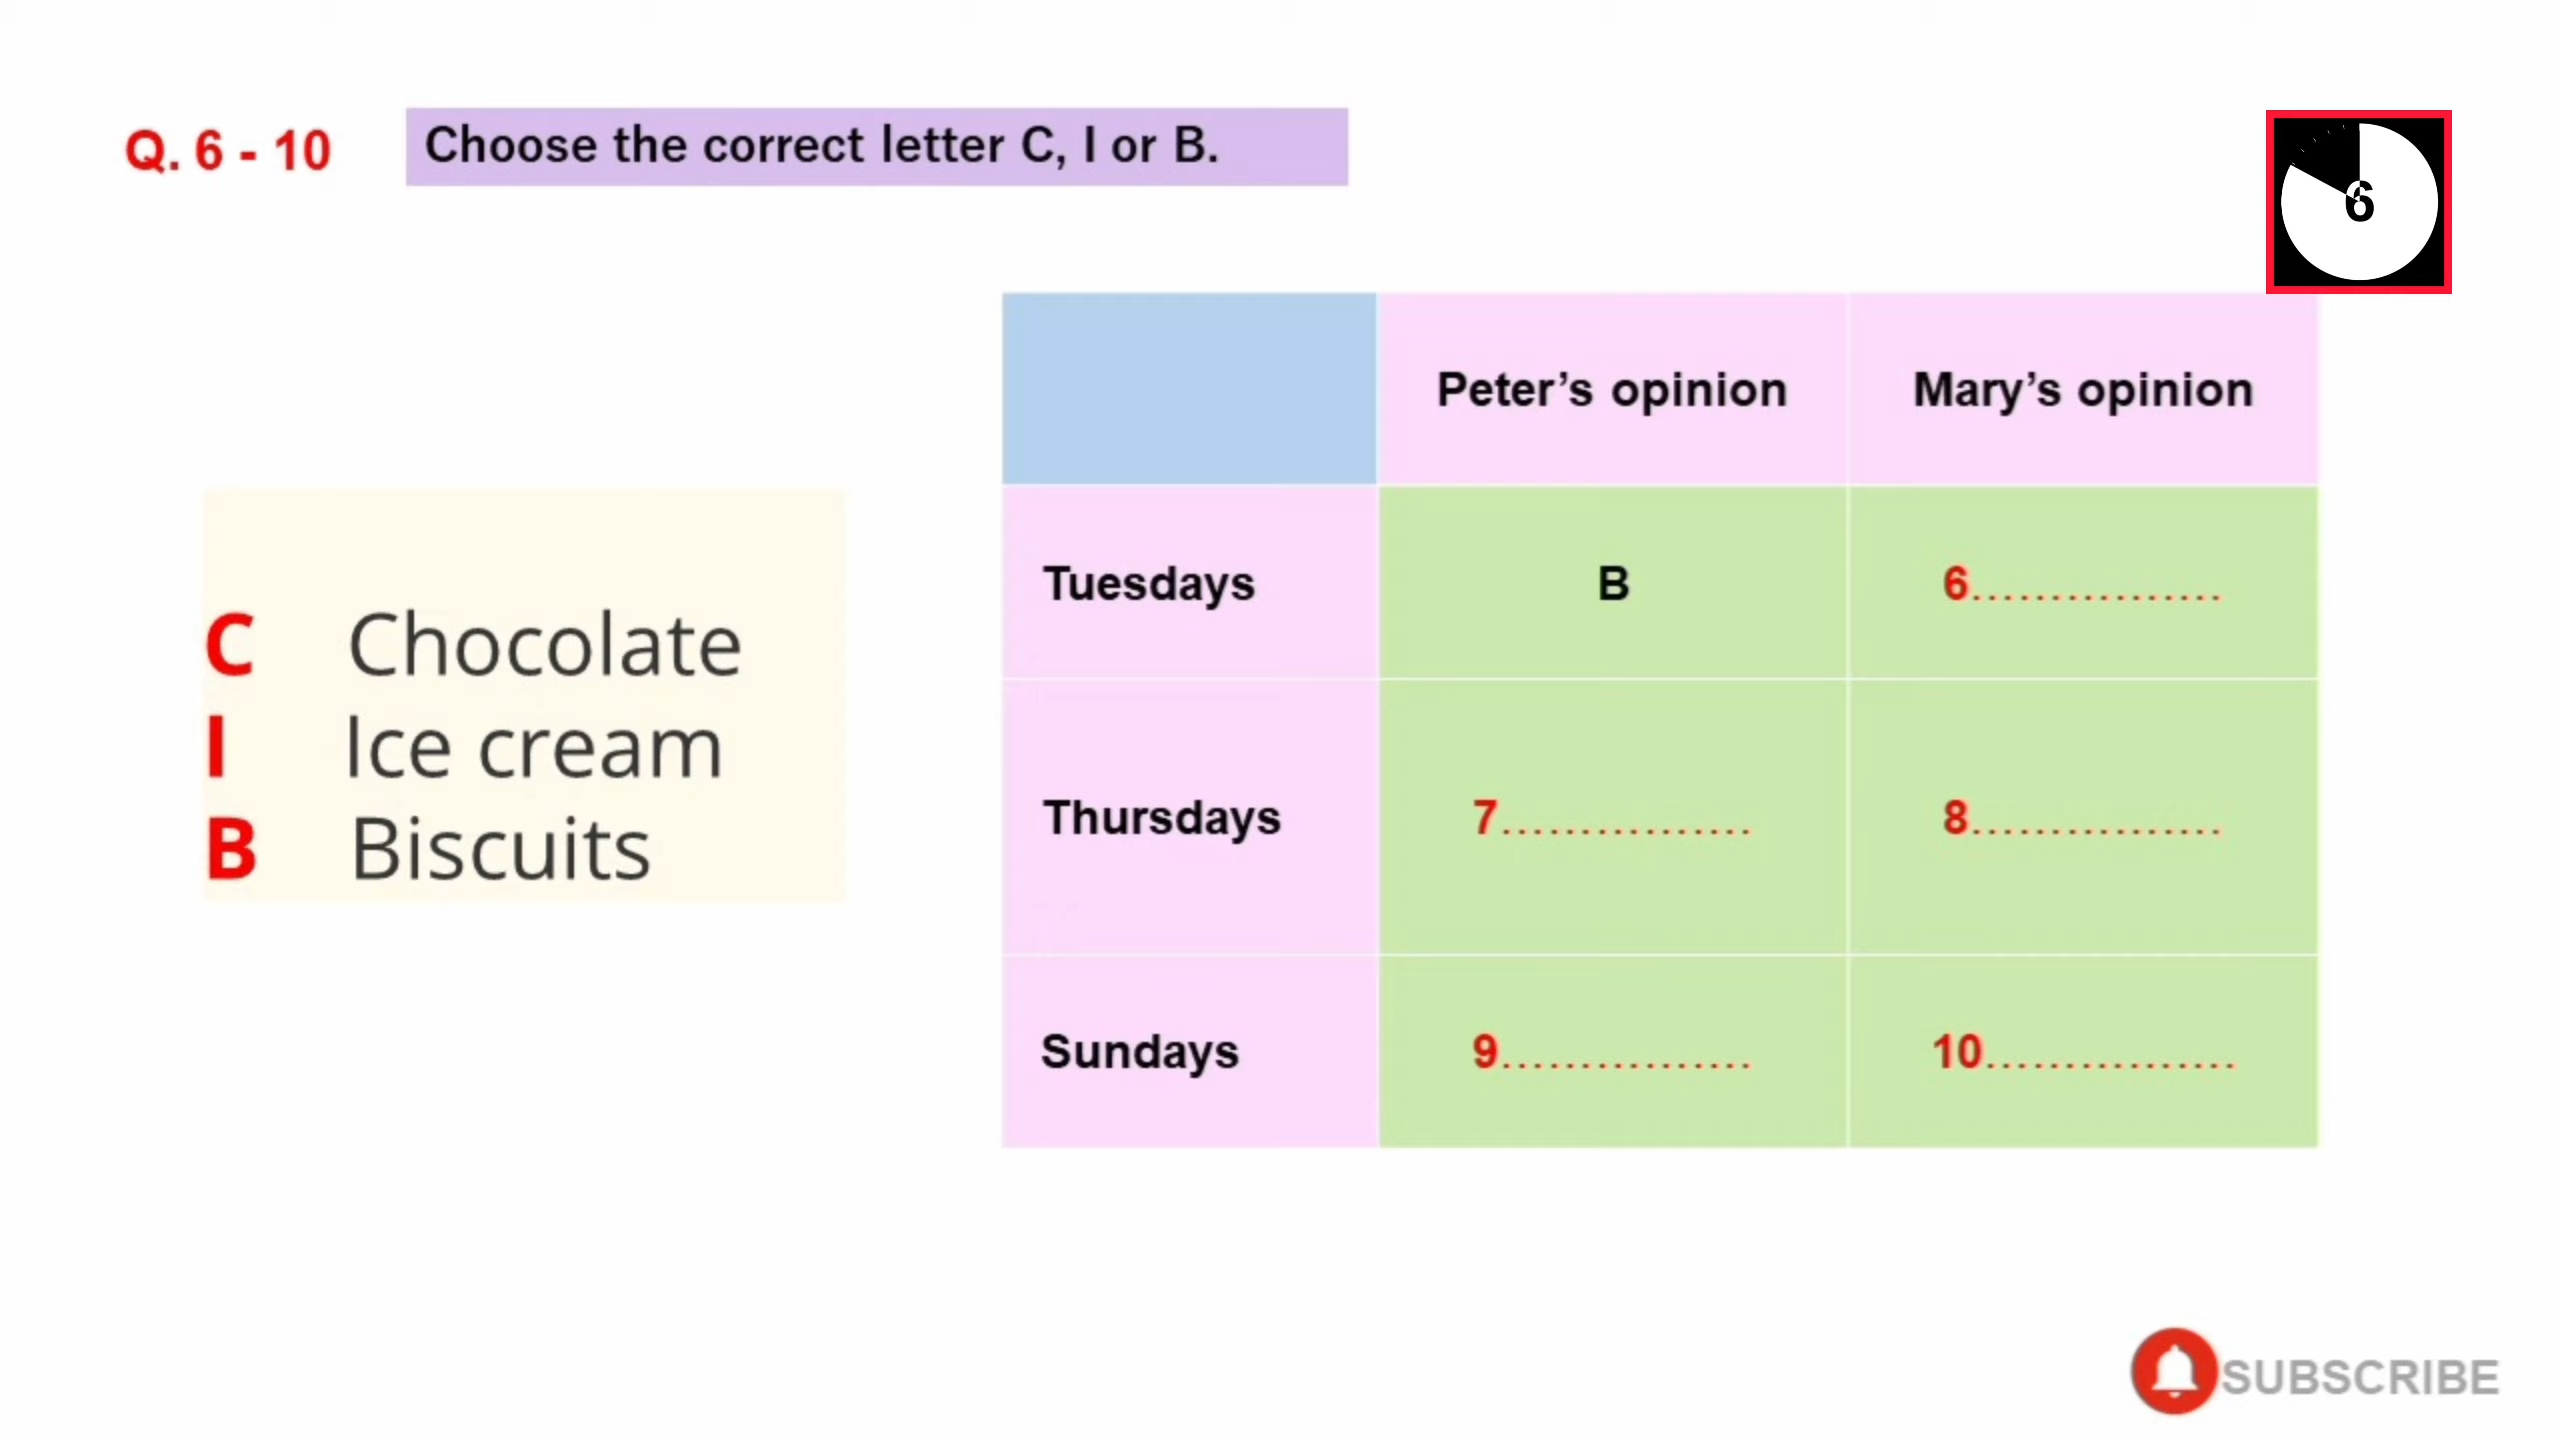 Q. 6 - 10
Choose the correct letter C, I or B.
6
Peter’s opinion Mary’s opinion
Tuesdays B 6................
Thursdays 7................ 8................
Sundays 9................ 10................
C Chocolate
I Ice cream
B Biscuits
SUBSCRIBE